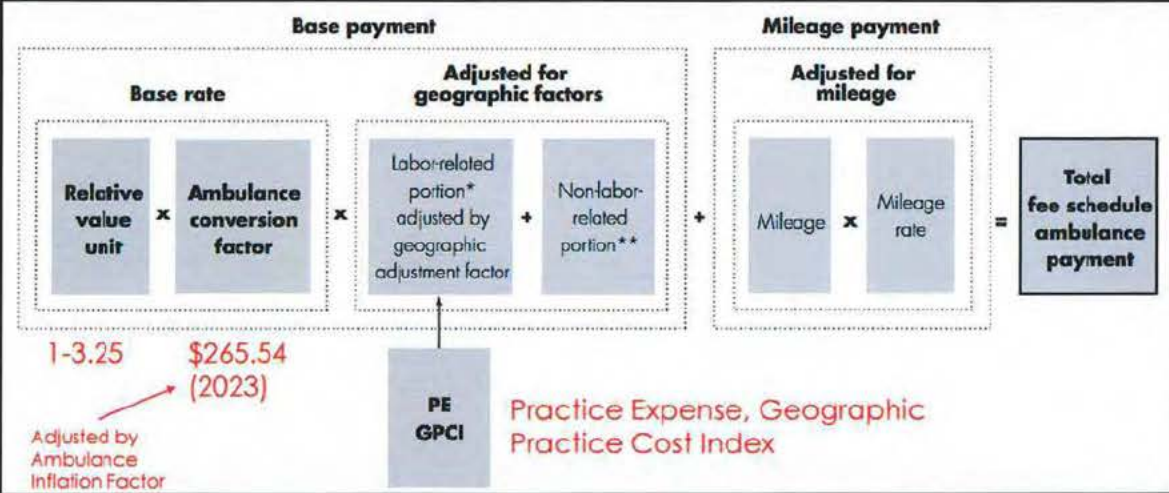 Base payment
Mileage payment
Base rate
Adjusted for
geographic factors
Adjusted for
mileage
Relative
value
unit
x
Ambulance
conversion
factor
x
Labor-related
portion*
adjusted by
geographic
adjustment factor
+
Non-labor-
related
portion**
+
Mileage
x
Mileage
rate
=
Total
fee schedule
ambulance
payment
1-3.25
$265.54
(2023)
PE
GPCI
Practice Expense, Geographic
Practice Cost Index
Adjusted by
Ambulance
Inflation Factor